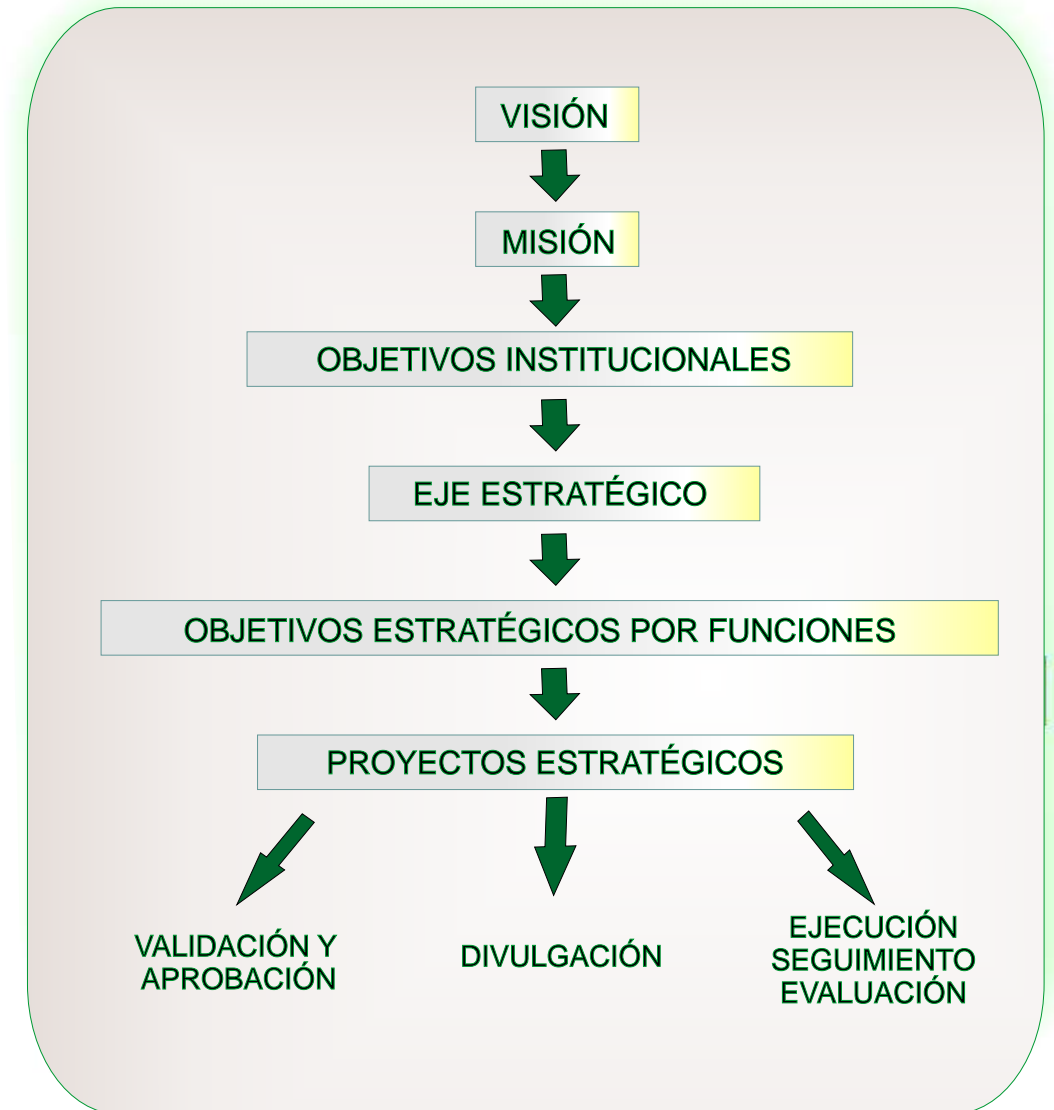 VISIÓN
MISIÓN
OBJETIVOS INSTITUCIONALES
EJE ESTRATÉGICO
OBJETIVOS ESTRATÉGICOS POR FUNCIONES
PROYECTOS ESTRATÉGICOS
VALIDACIÓN Y
APROBACIÓN
DIVULGACIÓN
EJECUCIÓN
SEGUIMIENTO
EVALUACIÓN